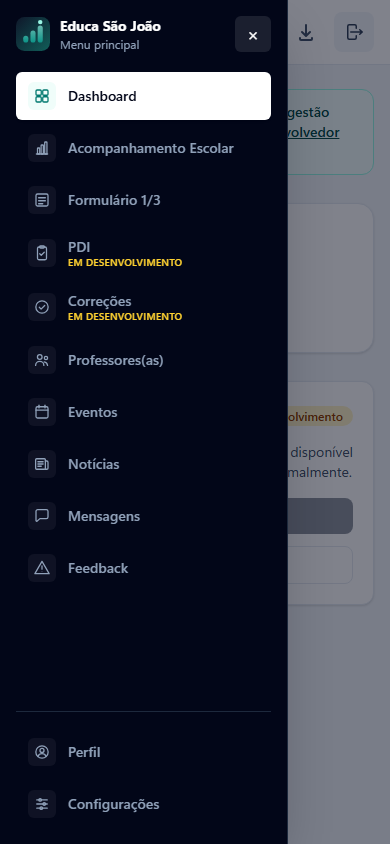 Educa São João
Menu principal
×
gestão
volvedor
Dashboard
Acompanhamento Escolar
Formulário 1/3
PDI
EM DESENVOLVIMENTO
Correções
EM DESENVOLVIMENTO
Professores(as)
olvimento
Eventos
disponível
Notícias
malmente.
Mensagens
Feedback
Perfil
Configurações